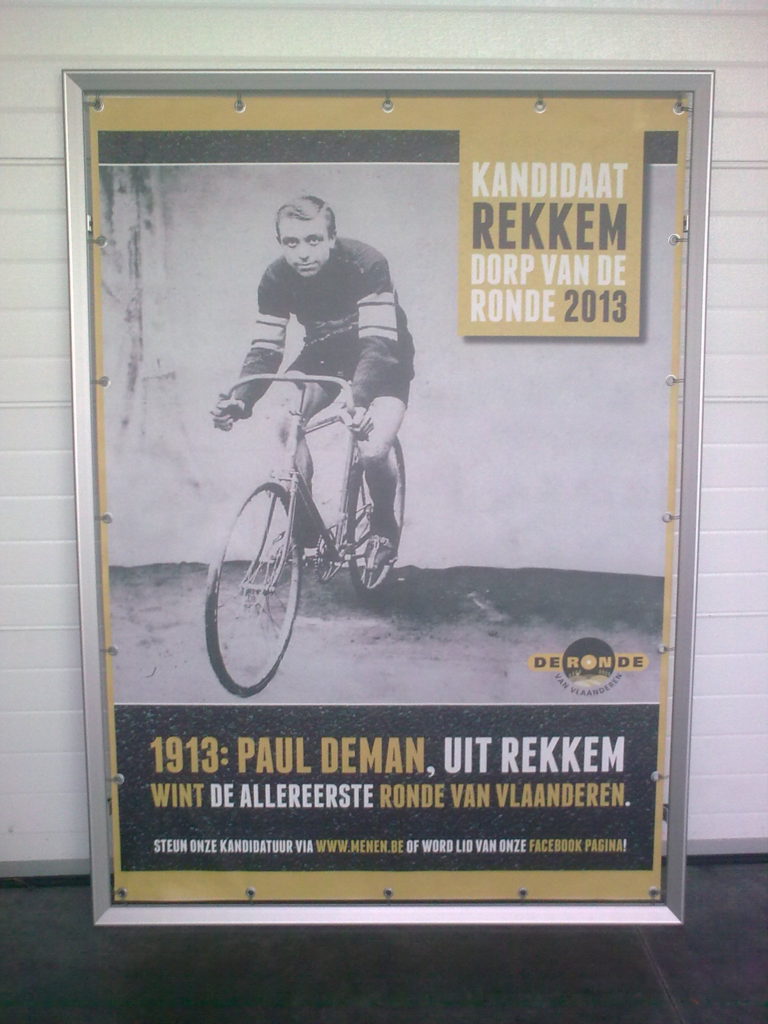 KANDIDAAT
REKKEM
DORP VAN DE
RONDE 2013
DE RONDE
VAN VLAANDEREN
1913: PAUL DEMAN, UIT REKKEM
WINT DE ALLEREERSTE RONDE VAN VLAANDEREN.
STEUN ONZE KANDIDATUUR VIA WWW.MENEN.BE OF WORD LID VAN ONZE FACEBOOK PAGINA!